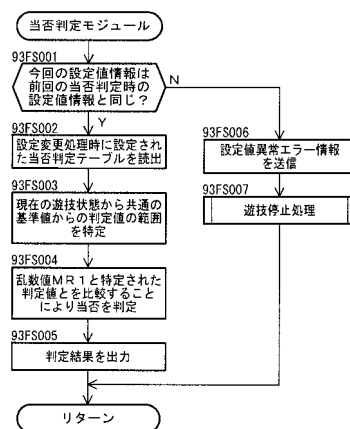 当否判定モジュール
93FS001
今回の設定値情報は
前回の当否判定時の
設定値情報と同じ？
N
Y
93FS002
設定変更処理時に設定された
当否判定テーブルを読出
93FS003
現在の遊技状態から共通の
基準値からの判定値の範囲
を特定
93FS004
乱数値MR1と特定された
判定値とを比較すること
により当否を判定
93FS005
判定結果を出力
93FS006
設定値異常エラー情報
を送信
93FS007
遊技停止処理
リターン